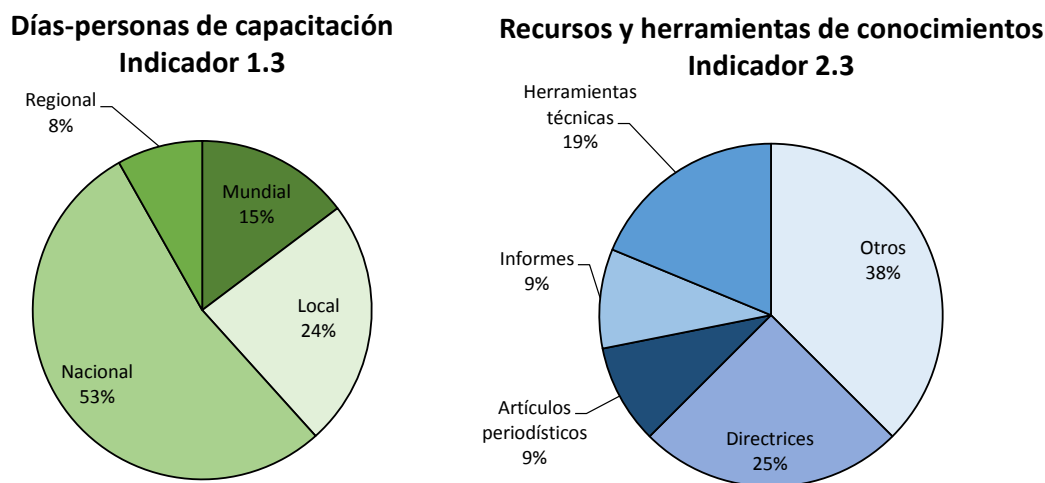 Días-personas de capacitación
Indicador 1.3
Regional
8%
Mundial
15%
Local
24%
Nacional
53%
Recursos y herramientas de conocimientos
Indicador 2.3
Herramientas
técnicas
19%
Otros
38%
Informes
9%
Artículos
periodísticos
9%
Directrices
25%